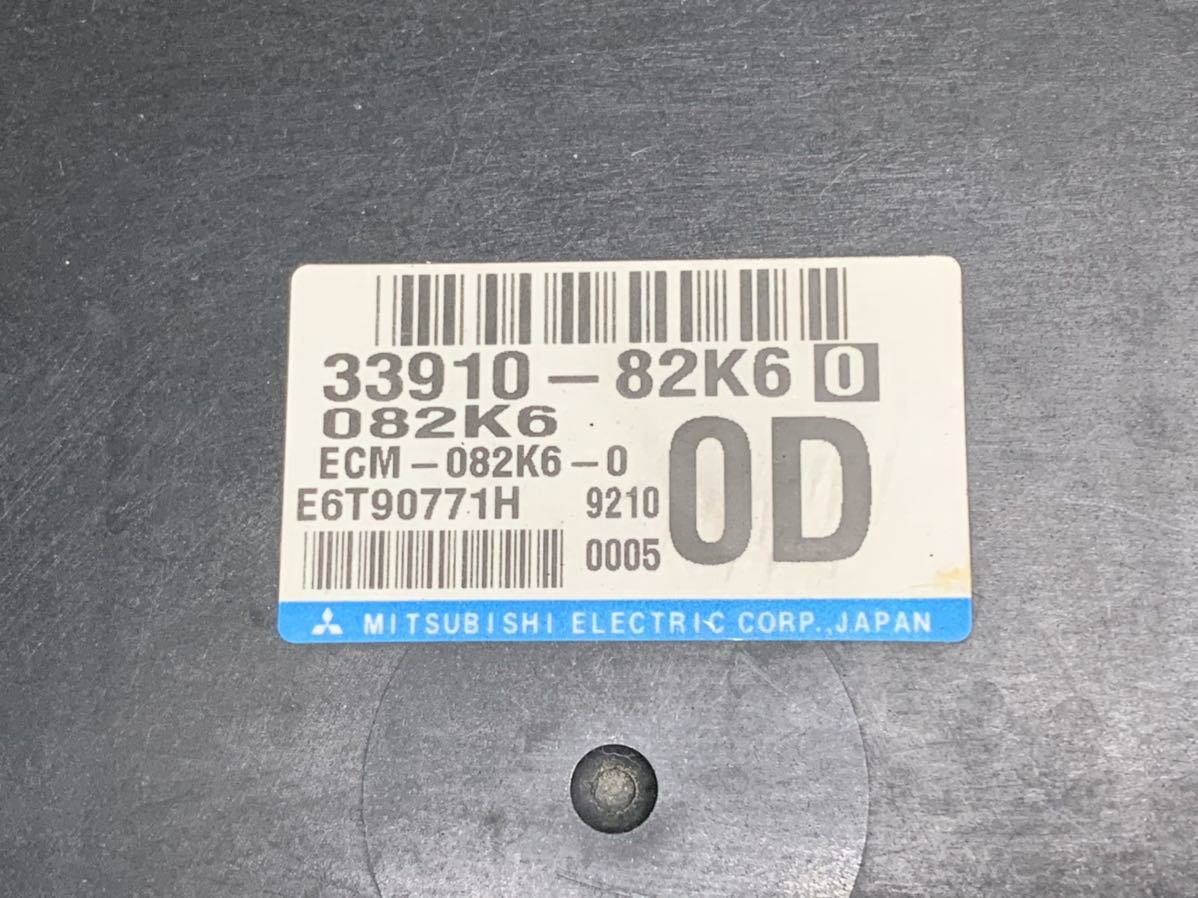 33910-82K6 0
082K6
ECM-082K6-0
E6T90771H 9210
0005
0D
MITSUBISHI ELECTRIC CORP.,JAPAN